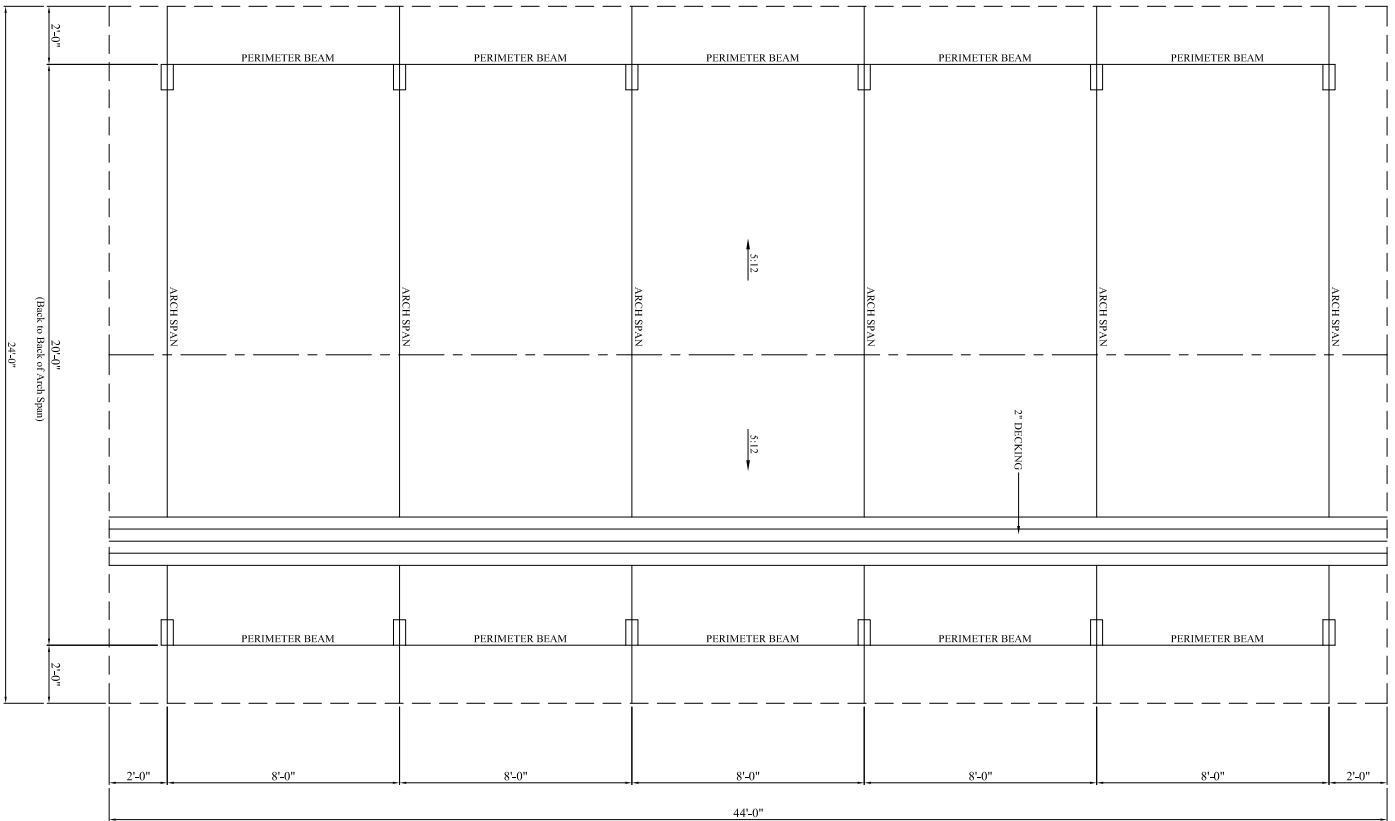 2'-0"
PERIMETER BEAM
PERIMETER BEAM
PERIMETER BEAM
PERIMETER BEAM
PERIMETER BEAM
5:12
ARCH SPAN
ARCH SPAN
ARCH SPAN
ARCH SPAN
ARCH SPAN
ARCH SPAN
24'-0"
(Back to Back of Arch Span)
20'-0"
5:12
2" DECKING
PERIMETER BEAM
PERIMETER BEAM
PERIMETER BEAM
PERIMETER BEAM
PERIMETER BEAM
2'-0"
2'-0"
8'-0"
8'-0"
8'-0"
8'-0"
8'-0"
2'-0"
44'-0"